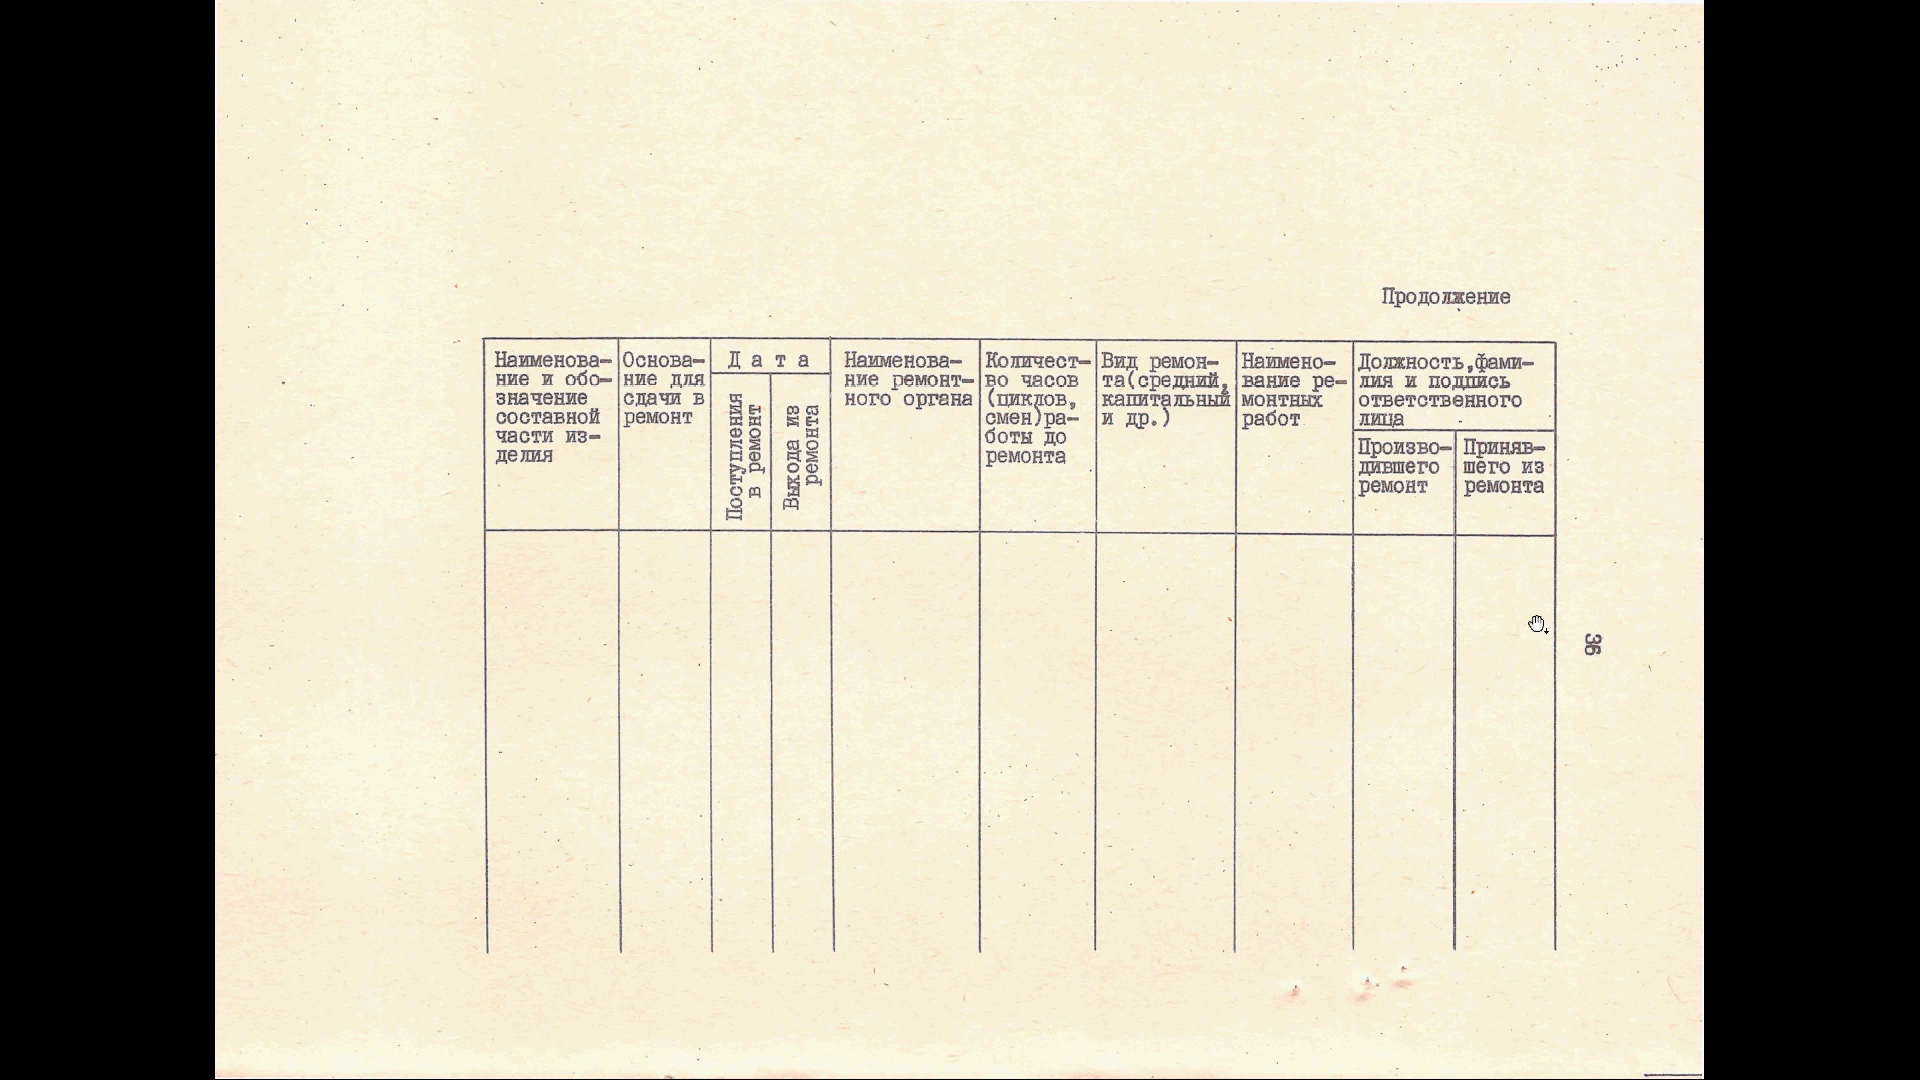 Продолжение
Наименова-
ние и обо-
значение
составной
части из-
делия
Основа-
ние для
сдачи в
ремонт
Дата
Поступления
в ремонт
Выхода из
ремонта
Наименова-
ние ремонт-
ного органа
Количест-
во часов
(циклов,
смен)ра-
боты до
ремонта
Вид ремон-
та(средний,
капитальный
и др.)
Наимено-
вание ре-
монтных
работ
Должность,фами-
лия и подпись
ответственного
лица
Произво-
дившего
ремонт
Приняв-
шего из
ремонта
36